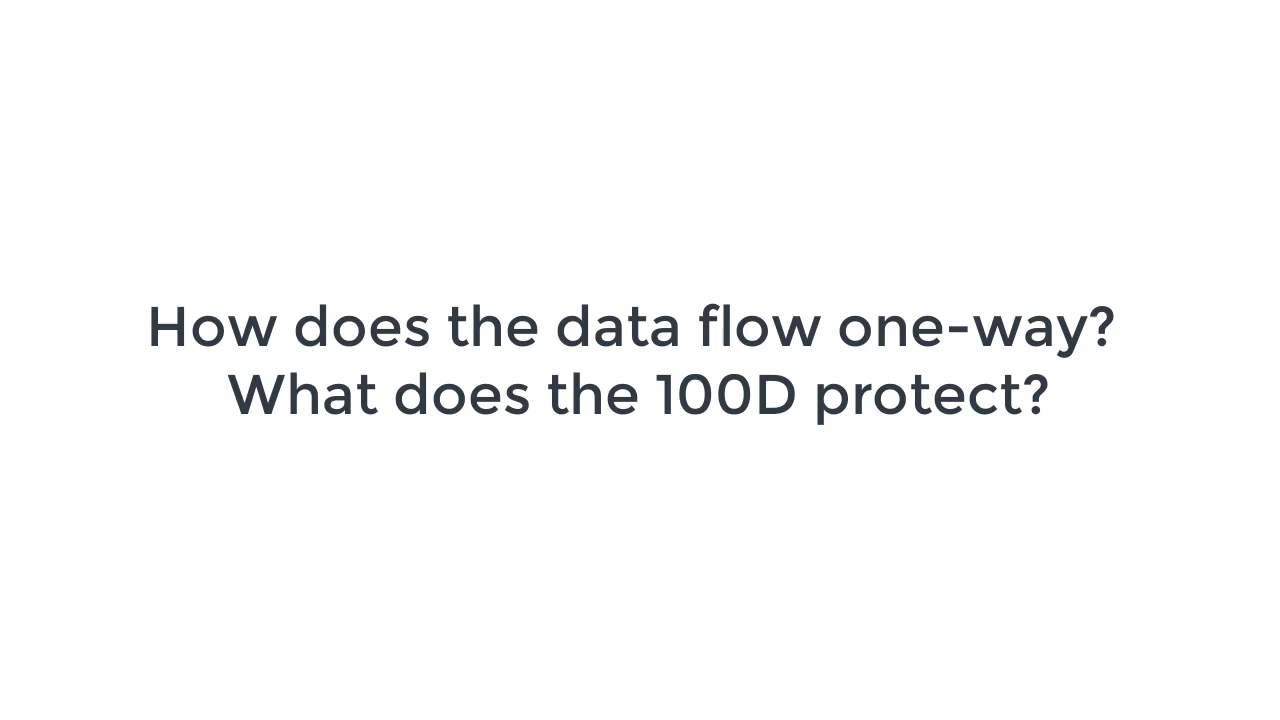 How does the data flow one-way?
What does the 100D protect?